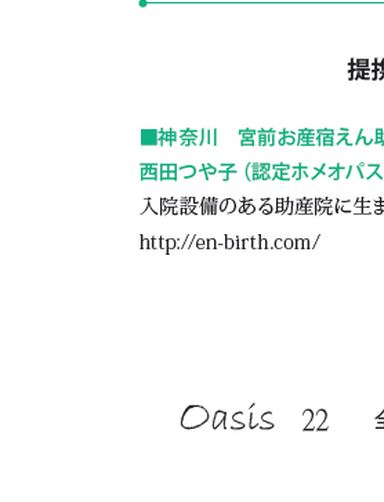 提携
■神奈川　宮前お産宿えん助
西田つや子（認定ホメオパス
入院設備のある助産院に生ま
http://en-birth.com/
Oasis 22 全